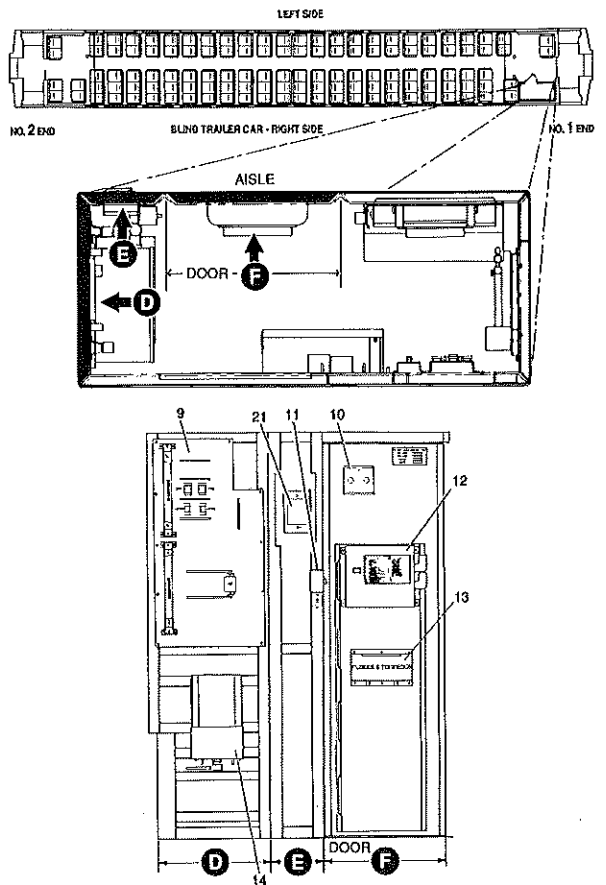 LEFT SIDE
NO. 2 END
BLIND TRAILER CAR - RIGHT SIDE
NO. 1 END
AISLE
E
DOOR
F
D
9
21
11
10
12
13
DOOR
D
E
F
14